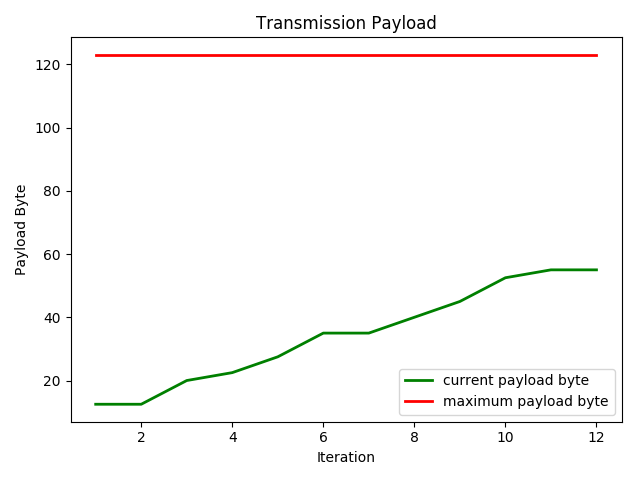 Transmission Payload
120
100
80
60
40
20
Payload Byte
2 4 6 8 10 12
Iteration
current payload byte
maximum payload byte